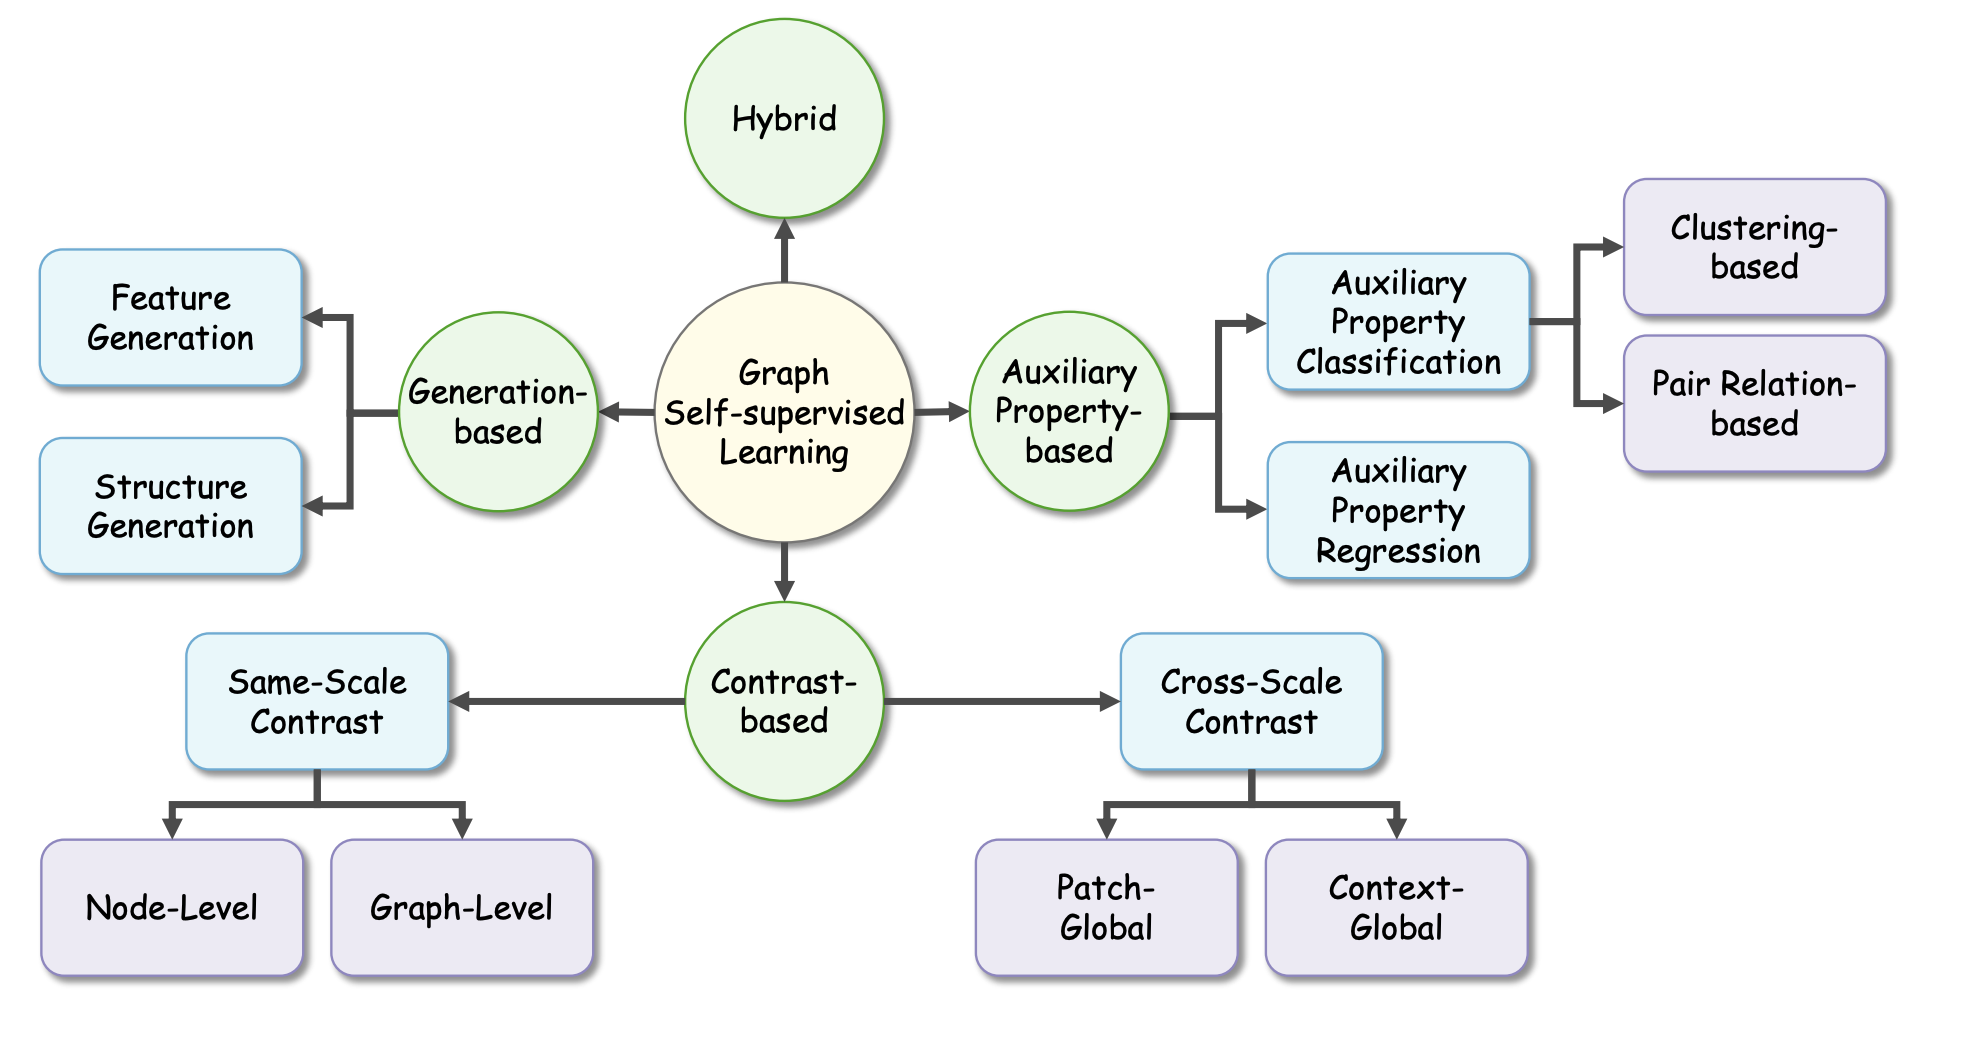 Hybrid
Feature
Generation
Structure
Generation
Generation-
based
Graph
Self-supervised
Learning
Auxiliary
Property-
based
Auxiliary
Property
Classification
Auxiliary
Property
Regression
Clustering-
based
Pair Relation-
based
Same-Scale
Contrast
Contrast-
based
Cross-Scale
Contrast
Node-Level
Graph-Level
Patch-
Global
Context-
Global